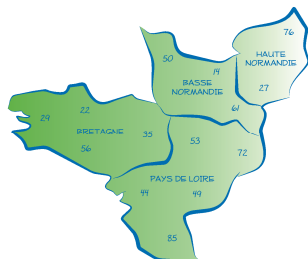 76
50
HAUTE
NORMANDIE
14
BASSE
NORMANDIE
27
61
22
29
BRETAGNE
35
53
56
72
PAYS DE LOIRE
44
49
85